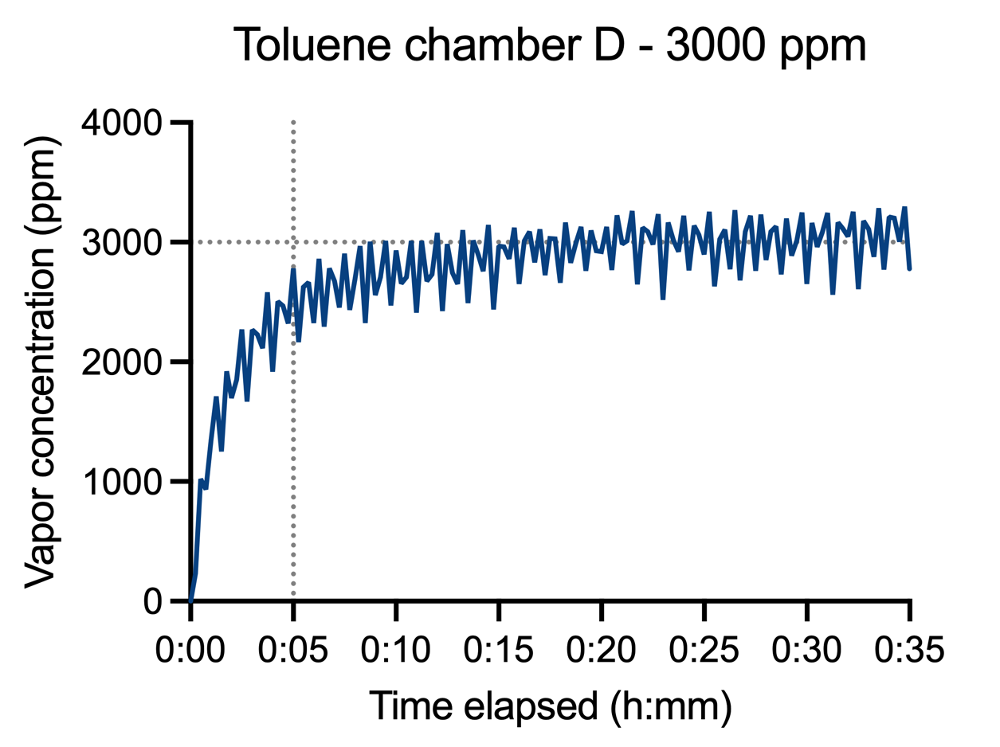 Toluene chamber D - 3000 ppm
4000
3000
2000
1000
0
Vapor concentration (ppm)
0:00 0:05 0:10 0:15 0:20 0:25 0:30 0:35
Time elapsed (h:mm)